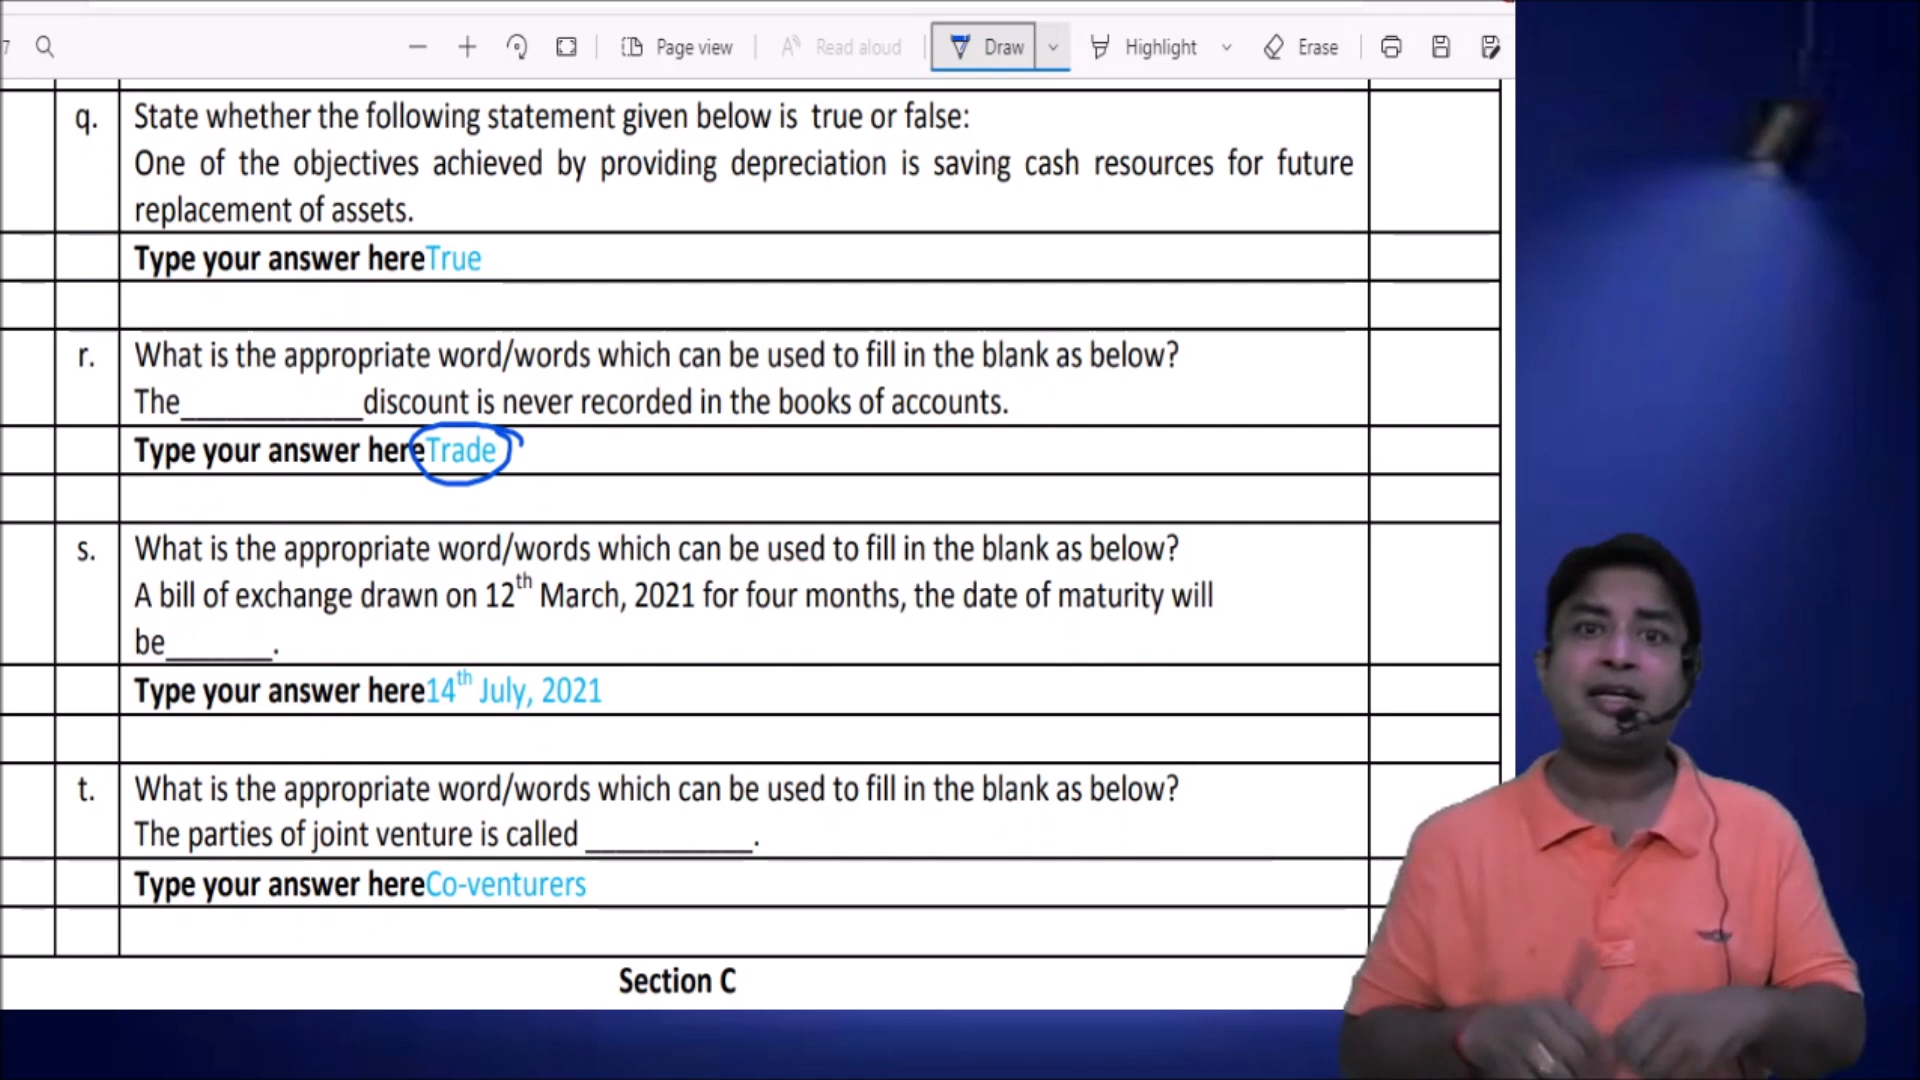 7 Page view Read aloud Draw Highlight Erase
q. State whether the following statement given below is true or false:
One of the objectives achieved by providing depreciation is saving cash resources for future
replacement of assets.
Type your answer hereTrue
r. What is the appropriate word/words which can be used to fill in the blank as below?
The____________discount is never recorded in the books of accounts.
Type your answer hereTrade
s. What is the appropriate word/words which can be used to fill in the blank as below?
A bill of exchange drawn on 12th March, 2021 for four months, the date of maturity will
be_______.
Type your answer here14th July, 2021
t. What is the appropriate word/words which can be used to fill in the blank as below?
The parties of joint venture is called ___________.
Type your answer hereCo-venturers
Section C